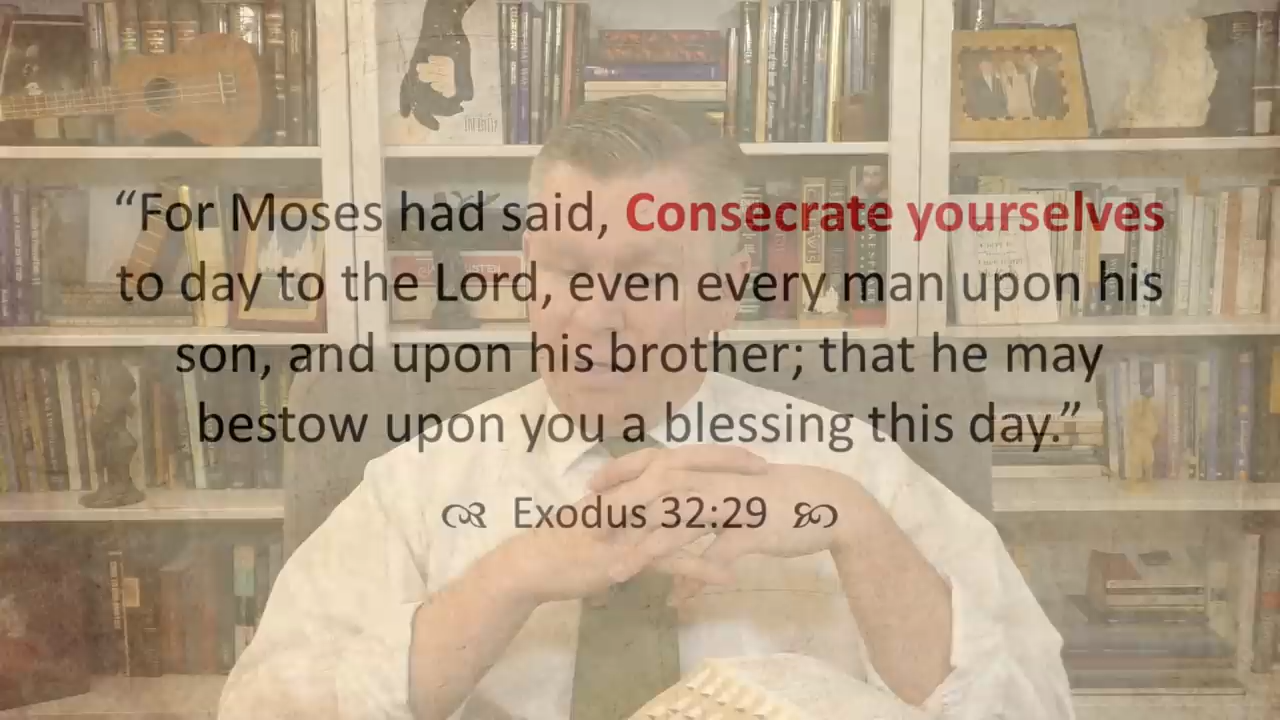 “For Moses had said, Consecrate yourselves
to day to the Lord, even every man upon his
son, and upon his brother; that he may
bestow upon you a blessing this day.”
Exodus 32:29